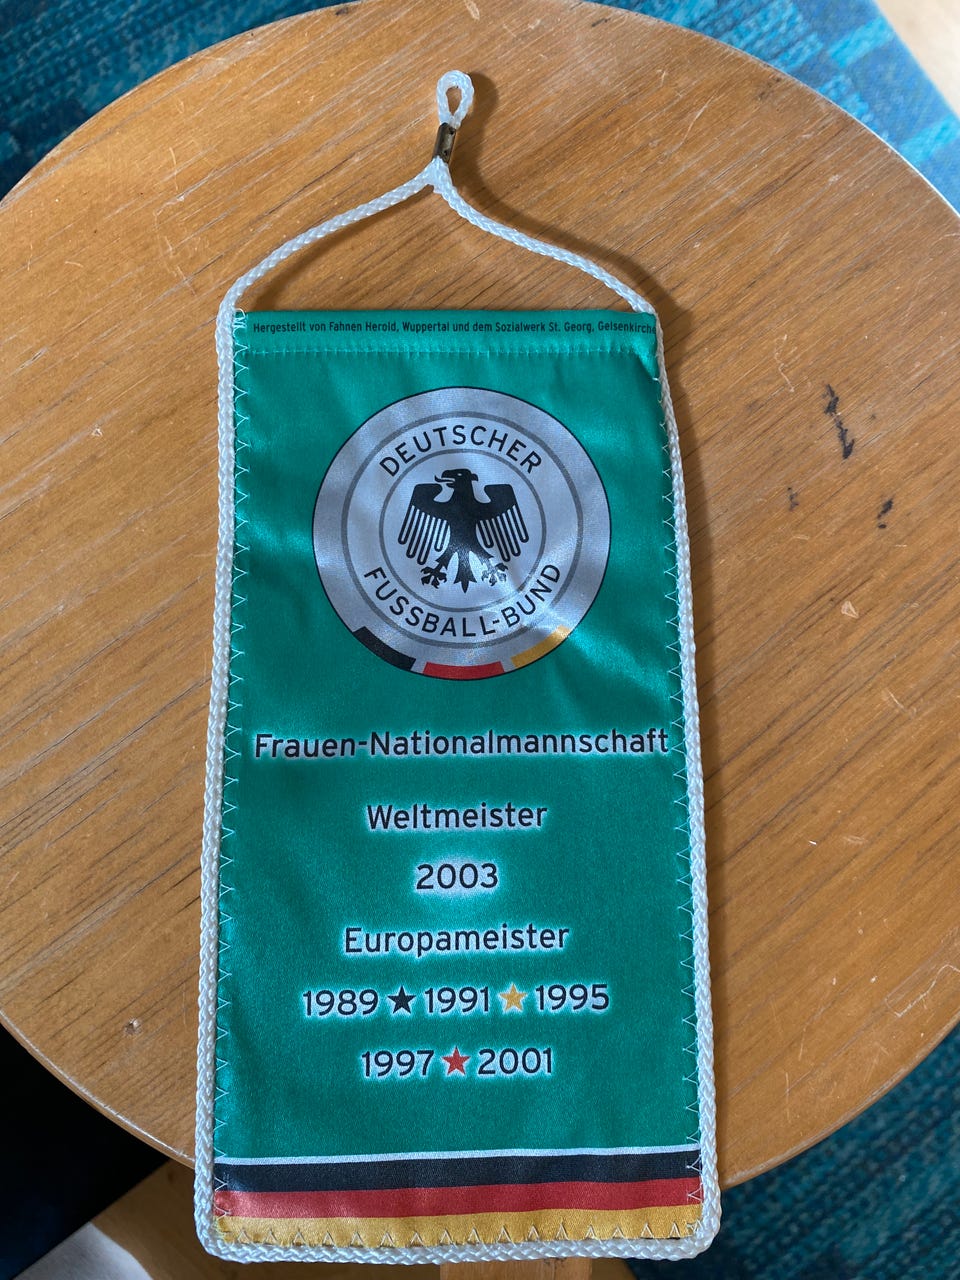 Hergestellt von Fahnen Herold, Wuppertal und dem Sozialwerk St. Georg, Gelsenkirche
DEUTSCHER
FUSSBALL-BUND
Frauen-Nationalmannschaft
Weltmeister
2003
Europameister
1989 ★ 1991 ★ 1995
1997 ★ 2001